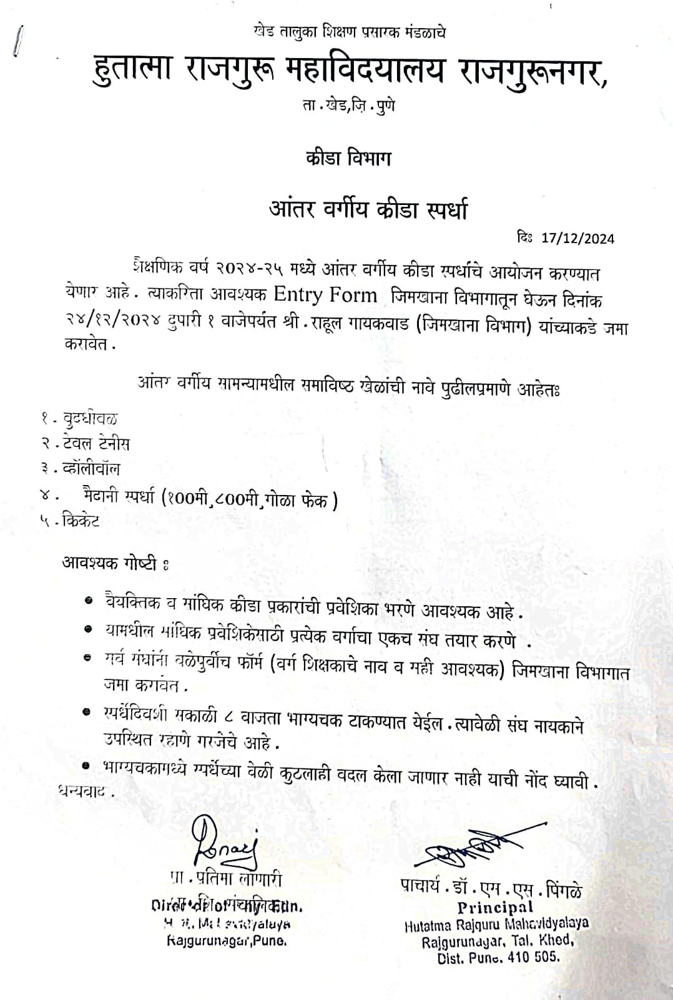 खेड तालुका शिक्षण प्रसारक मंडळाचे
हुतात्मा राजगुरू महाविदयालय राजगुरूनगर,
ता .खेड,ज़ि .पुणे
कीडा विभाग
आंतर वर्गीय कीडा स्पर्धा
दिः 17/12/2024
शैक्षणिक वर्ष २०२४-२५ मध्ये आंतर वर्गीय कीडा स्पर्धाचे आयोजन करण्यात
येणार आहे . त्याकरिता आवश्यक Entry Form जिमखाना विभागातून घेऊन दिनांक
२४/१२/२०२४ दुपारी १ वाजेपर्यत श्री .राहूल गायकवाड (जिमखाना विभाग) यांच्याकडे जमा
करावेत .
आंतर वर्गीय सामन्यामधील समाविष्ठ खेळांची नावे पुढीलप्रमाणे आहेतः
१ . बुदधीबळ
२ .टेबल टेनीस
३ . व्हॉलीबॉल
४ . मैदानी स्पर्धा (१००मी,८००मी,गोळा फेक )
५ .किकेट
आवश्यक गोष्टी ः
• वैयक्तिक व सांघिक कीडा प्रकारांची प्रवेशिका भरणे आवश्यक आहे .
• यामधील सांघिक प्रवेशिकेसाठी प्रत्येक वर्गाचा एकच संघ तयार करणे .
• सर्व संघांनी वळेपुर्वीच फॉर्म (वर्ग शिक्षकाचे नाव व सही आवश्यक) जिमखाना विभागात
जमा करावेत .
• स्पर्धेदिवशी सकाळी ८ वाजता भाग्यचक टाकण्यात येईल .त्यावेळी संघ नायकाने
उपस्थित रहाणे गरजेचे आहे .
• भाग्यचकामध्ये स्पर्धेच्या वेळी कुटलाही बदल केला जाणार नाही याची नोंद घ्यावी .
धन्यवाद .
प्रा .प्रतिमा लोणारी
Rajgurunagar,Pune.
प्राचार्य .डॉ .एम .एस .पिंगळे
Principal
Hutatma Rajguru Mahavidyalaya
Rajgurunagar, Tal. Khed,
Dist. Pune. 410 505.